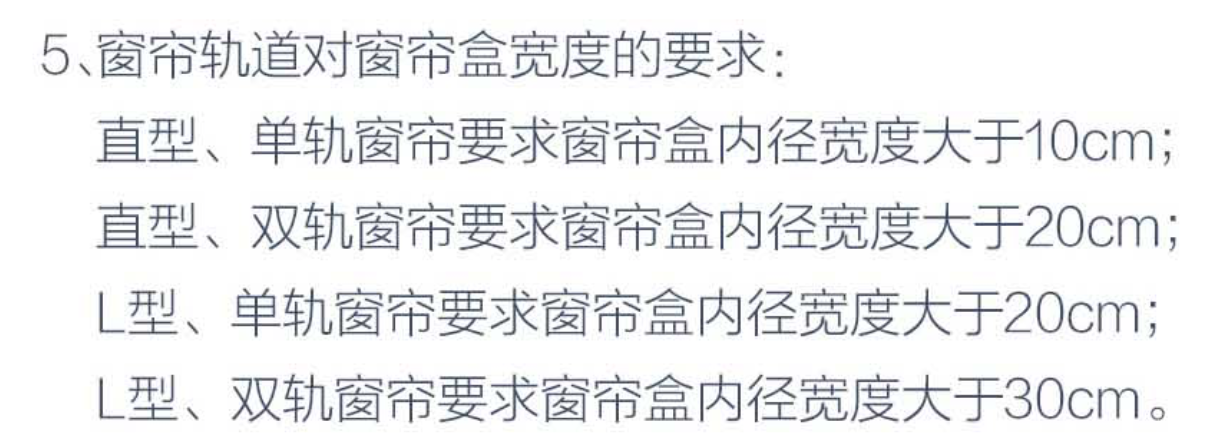 5、窗帘轨道对窗帘盒宽度的要求：
直型、单轨窗帘要求窗帘盒内径宽度大于10cm；
直型、双轨窗帘要求窗帘盒内径宽度大于20cm；
L型、单轨窗帘要求窗帘盒内径宽度大于20cm；
L型、双轨窗帘要求窗帘盒内径宽度大于30cm。